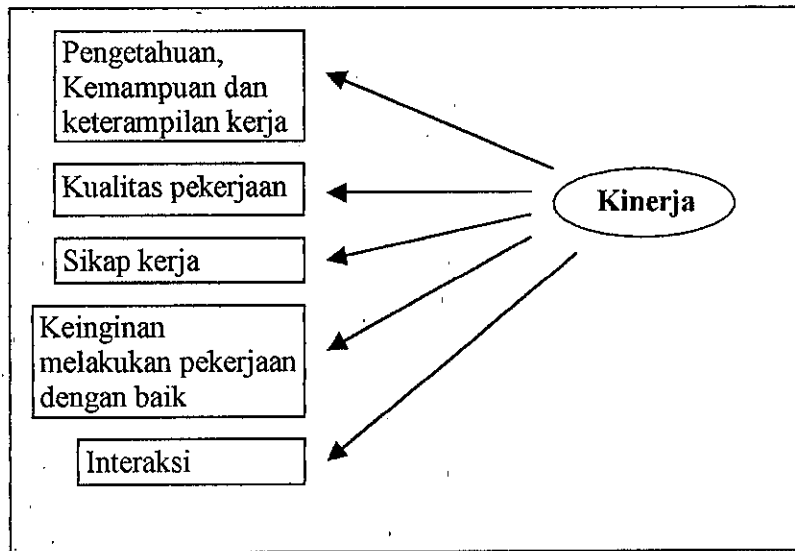 Pengetahuan,
Kemampuan dan
keterampilan kerja
Kualitas pekerjaan
Sikap kerja
Keinginan
melakukan pekerjaan
dengan baik
Interaksi
Kinerja